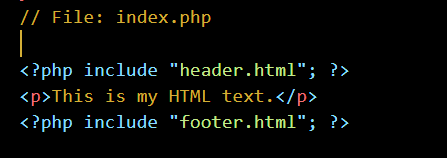 // File: index.php
<?php include "header.html"; ?>
<p>This is my HTML text.</p>
<?php include "footer.html"; ?>